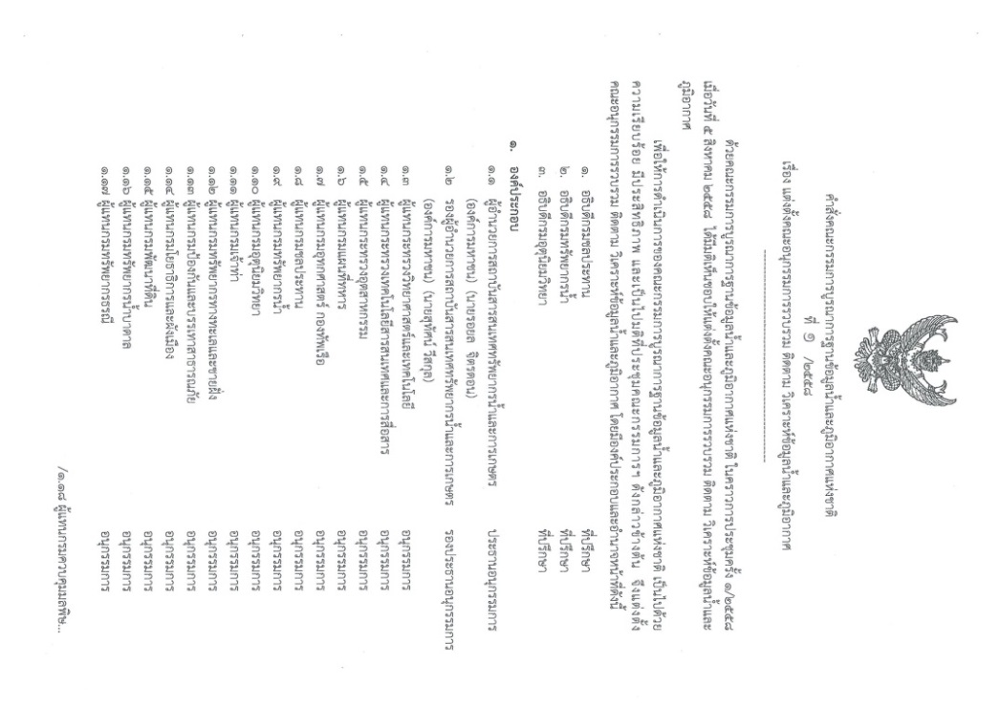 คำสั่งคณะกรรมการบูรณาการฐานข้อมูลน้ำและภูมิอากาศแห่งชาติ
ที่ ๑ /๒๕๕๘
เรื่อง แต่งตั้งคณะอนุกรรมการรวบรวม ติดตาม วิเคราะห์ข้อมูลน้ำและภูมิอากาศ
ด้วยคณะกรรมการบูรณาการฐานข้อมูลน้ำและภูมิอากาศแห่งชาติ ในคราวการประชุมครั้ง ๑/๒๕๕๘
เมื่อวันที่ ๕ สิงหาคม ๒๕๕๘ ได้มีมติเห็นชอบให้แต่งตั้งคณะอนุกรรมการรวบรวม ติดตาม วิเคราะห์ข้อมูลน้ำและ
ภูมิอากาศ
เพื่อให้การดำเนินการของคณะกรรมการบูรณาการฐานข้อมูลน้ำและภูมิอากาศแห่งชาติ เป็นไปด้วย
ความเรียบร้อย มีประสิทธิภาพ และเป็นไปมติที่ประชุมคณะกรรมการฯ ดังกล่าวข้างต้น จึงแต่งตั้ง
คณะอนุกรรมการรวบรวม ติดตาม วิเคราะห์ข้อมูลน้ำและภูมิอากาศ โดยมีองค์ประกอบและอำนาจหน้าที่ดังนี้
๑. อธิบดีกรมชลประทาน ที่ปรึกษา
๒. อธิบดีกรมทรัพยากรน้ำ ที่ปรึกษา
๓. อธิบดีกรมอุตุนิยมวิทยา ที่ปรึกษา
๑. องค์ประกอบ
๑.๑ ผู้อำนวยการสถาบันสารสนเทศทรัพยากรน้ำและการเกษตร ประธานอนุกรรมการ
(องค์การมหาชน) (นายรอยล จิตรดอน)
๑.๒ รองผู้อำนวยการสถาบันสารสนเทศทรัพยากรน้ำและการเกษตร รองประธานอนุกรรมการ
(องค์การมหาชน) (นายสุทัศน์ วีสกุล)
๑.๓ ผู้แทนกระทรวงวิทยาศาสตร์และเทคโนโลยี อนุกรรมการ
๑.๔ ผู้แทนกระทรวงเทคโนโลยีสารสนเทศและการสื่อสาร อนุกรรมการ
๑.๕ ผู้แทนกระทรวงอุตสาหกรรม อนุกรรมการ
๑.๖ ผู้แทนกรมแผนที่ทหาร อนุกรรมการ
๑.๗ ผู้แทนกรมอุทกศาสตร์ กองทัพเรือ อนุกรรมการ
๑.๘ ผู้แทนกรมชลประทาน อนุกรรมการ
๑.๙ ผู้แทนกรมทรัพยากรน้ำ อนุกรรมการ
๑.๑๐ ผู้แทนกรมอุตุนิยมวิทยา อนุกรรมการ
๑.๑๑ ผู้แทนกรมเจ้าท่า อนุกรรมการ
๑.๑๒ ผู้แทนกรมทรัพยากรทางทะเลและชายฝั่ง อนุกรรมการ
๑.๑๓ ผู้แทนกรมป้องกันและบรรเทาสาธารณภัย อนุกรรมการ
๑.๑๔ ผู้แทนกรมโยธาธิการและผังเมือง อนุกรรมการ
๑.๑๕ ผู้แทนกรมพัฒนาที่ดิน อนุกรรมการ
๑.๑๖ ผู้แทนกรมทรัพยากรน้ำบาดาล อนุกรรมการ
๑.๑๗ ผู้แทนกรมทรัพยากรธรณี อนุกรรมการ
/๑.๑๘ ผู้แทนกรมควบคุมมลพิษ...